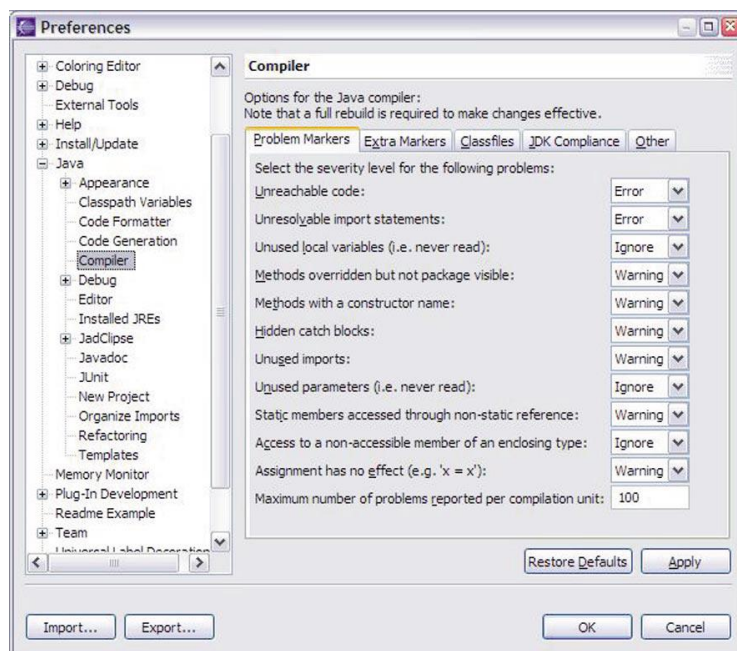 Preferences
Coloring Editor
Debug
External Tools
Help
Install/Update
Java
Appearance
Classpath Variables
Code Formatter
Code Generation
Compiler
Debug
Editor
Installed JREs
JadClipse
Javadoc
JUnit
New Project
Organize Imports
Refactoring
Templates
Memory Monitor
Plug-In Development
Readme Example
Team
Universal Label Decoration
Compiler
Options for the Java compiler:
Note that a full rebuild is required to make changes effective.
Problem Markers Extra Markers Classfiles JDK Compliance Other
Select the severity level for the following problems:
Unreachable code: Error
Unresolvable import statements: Error
Unused local variables (i.e. never read): Ignore
Methods overridden but not package visible: Warning
Methods with a constructor name: Warning
Hidden catch blocks: Warning
Unused imports: Warning
Unused parameters (i.e. never read): Ignore
Static members accessed through non-static reference: Warning
Access to a non-accessible member of an enclosing type: Ignore
Assignment has no effect (e.g. 'x = x'): Warning
Maximum number of problems reported per compilation unit: 100
Restore Defaults Apply
Import... Export... OK Cancel